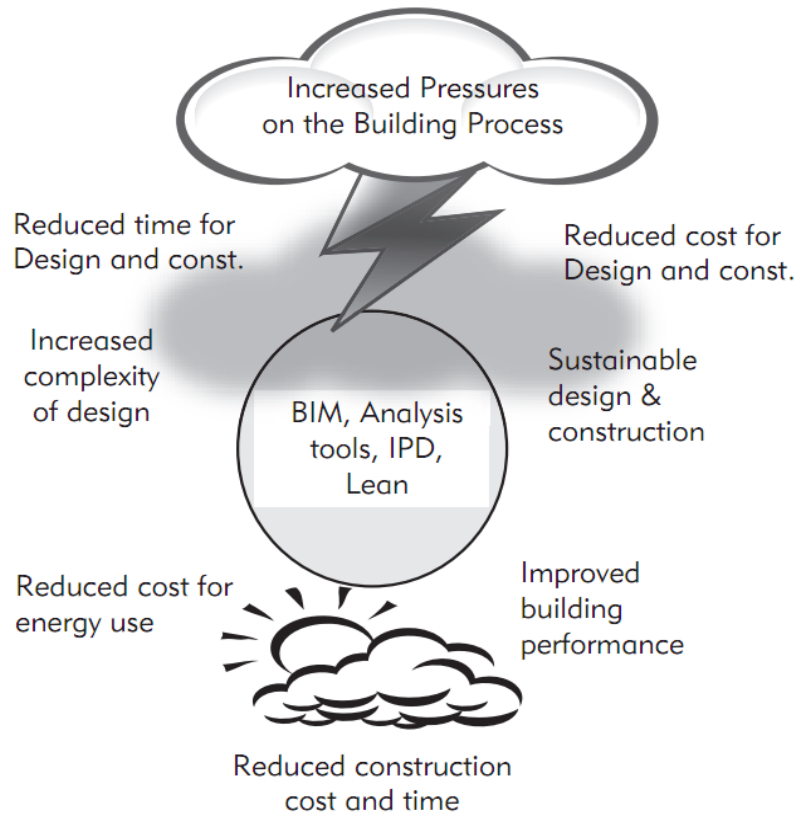 Increased Pressures
on the Building Process
Reduced time for
Design and const.
Reduced cost for
Design and const.
Increased
complexity
of design
Sustainable
design &
construction
BIM, Analysis
tools, IPD,
Lean
Reduced cost for
energy use
Improved
building
performance
Reduced construction
cost and time